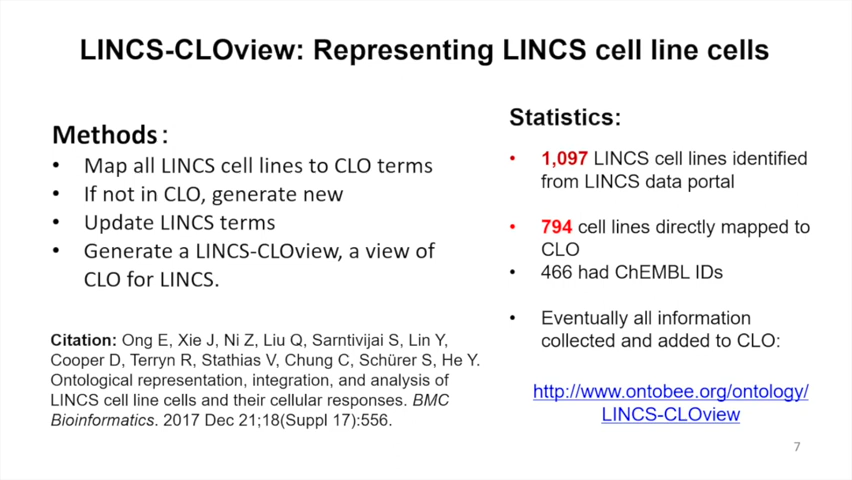 LINCS-CLOview: Representing LINCS cell line cells
Methods:
• Map all LINCS cell lines to CLO terms
• If not in CLO, generate new
• Update LINCS terms
• Generate a LINCS-CLOview, a view of
CLO for LINCS.
Citation: Ong E, Xie J, Ni Z, Liu Q, Sarntivijai S, Lin Y,
Cooper D, Terryn R, Stathias V, Chung C, Schürer S, He Y.
Ontological representation, integration, and analysis of
LINCS cell line cells and their cellular responses. BMC
Bioinformatics. 2017 Dec 21;18(Suppl 17):556.
Statistics:
• 1,097 LINCS cell lines identified
from LINCS data portal
• 794 cell lines directly mapped to
CLO
• 466 had ChEMBL IDs
• Eventually all information
collected and added to CLO:
http://www.ontobee.org/ontology/
LINCS-CLOview
7